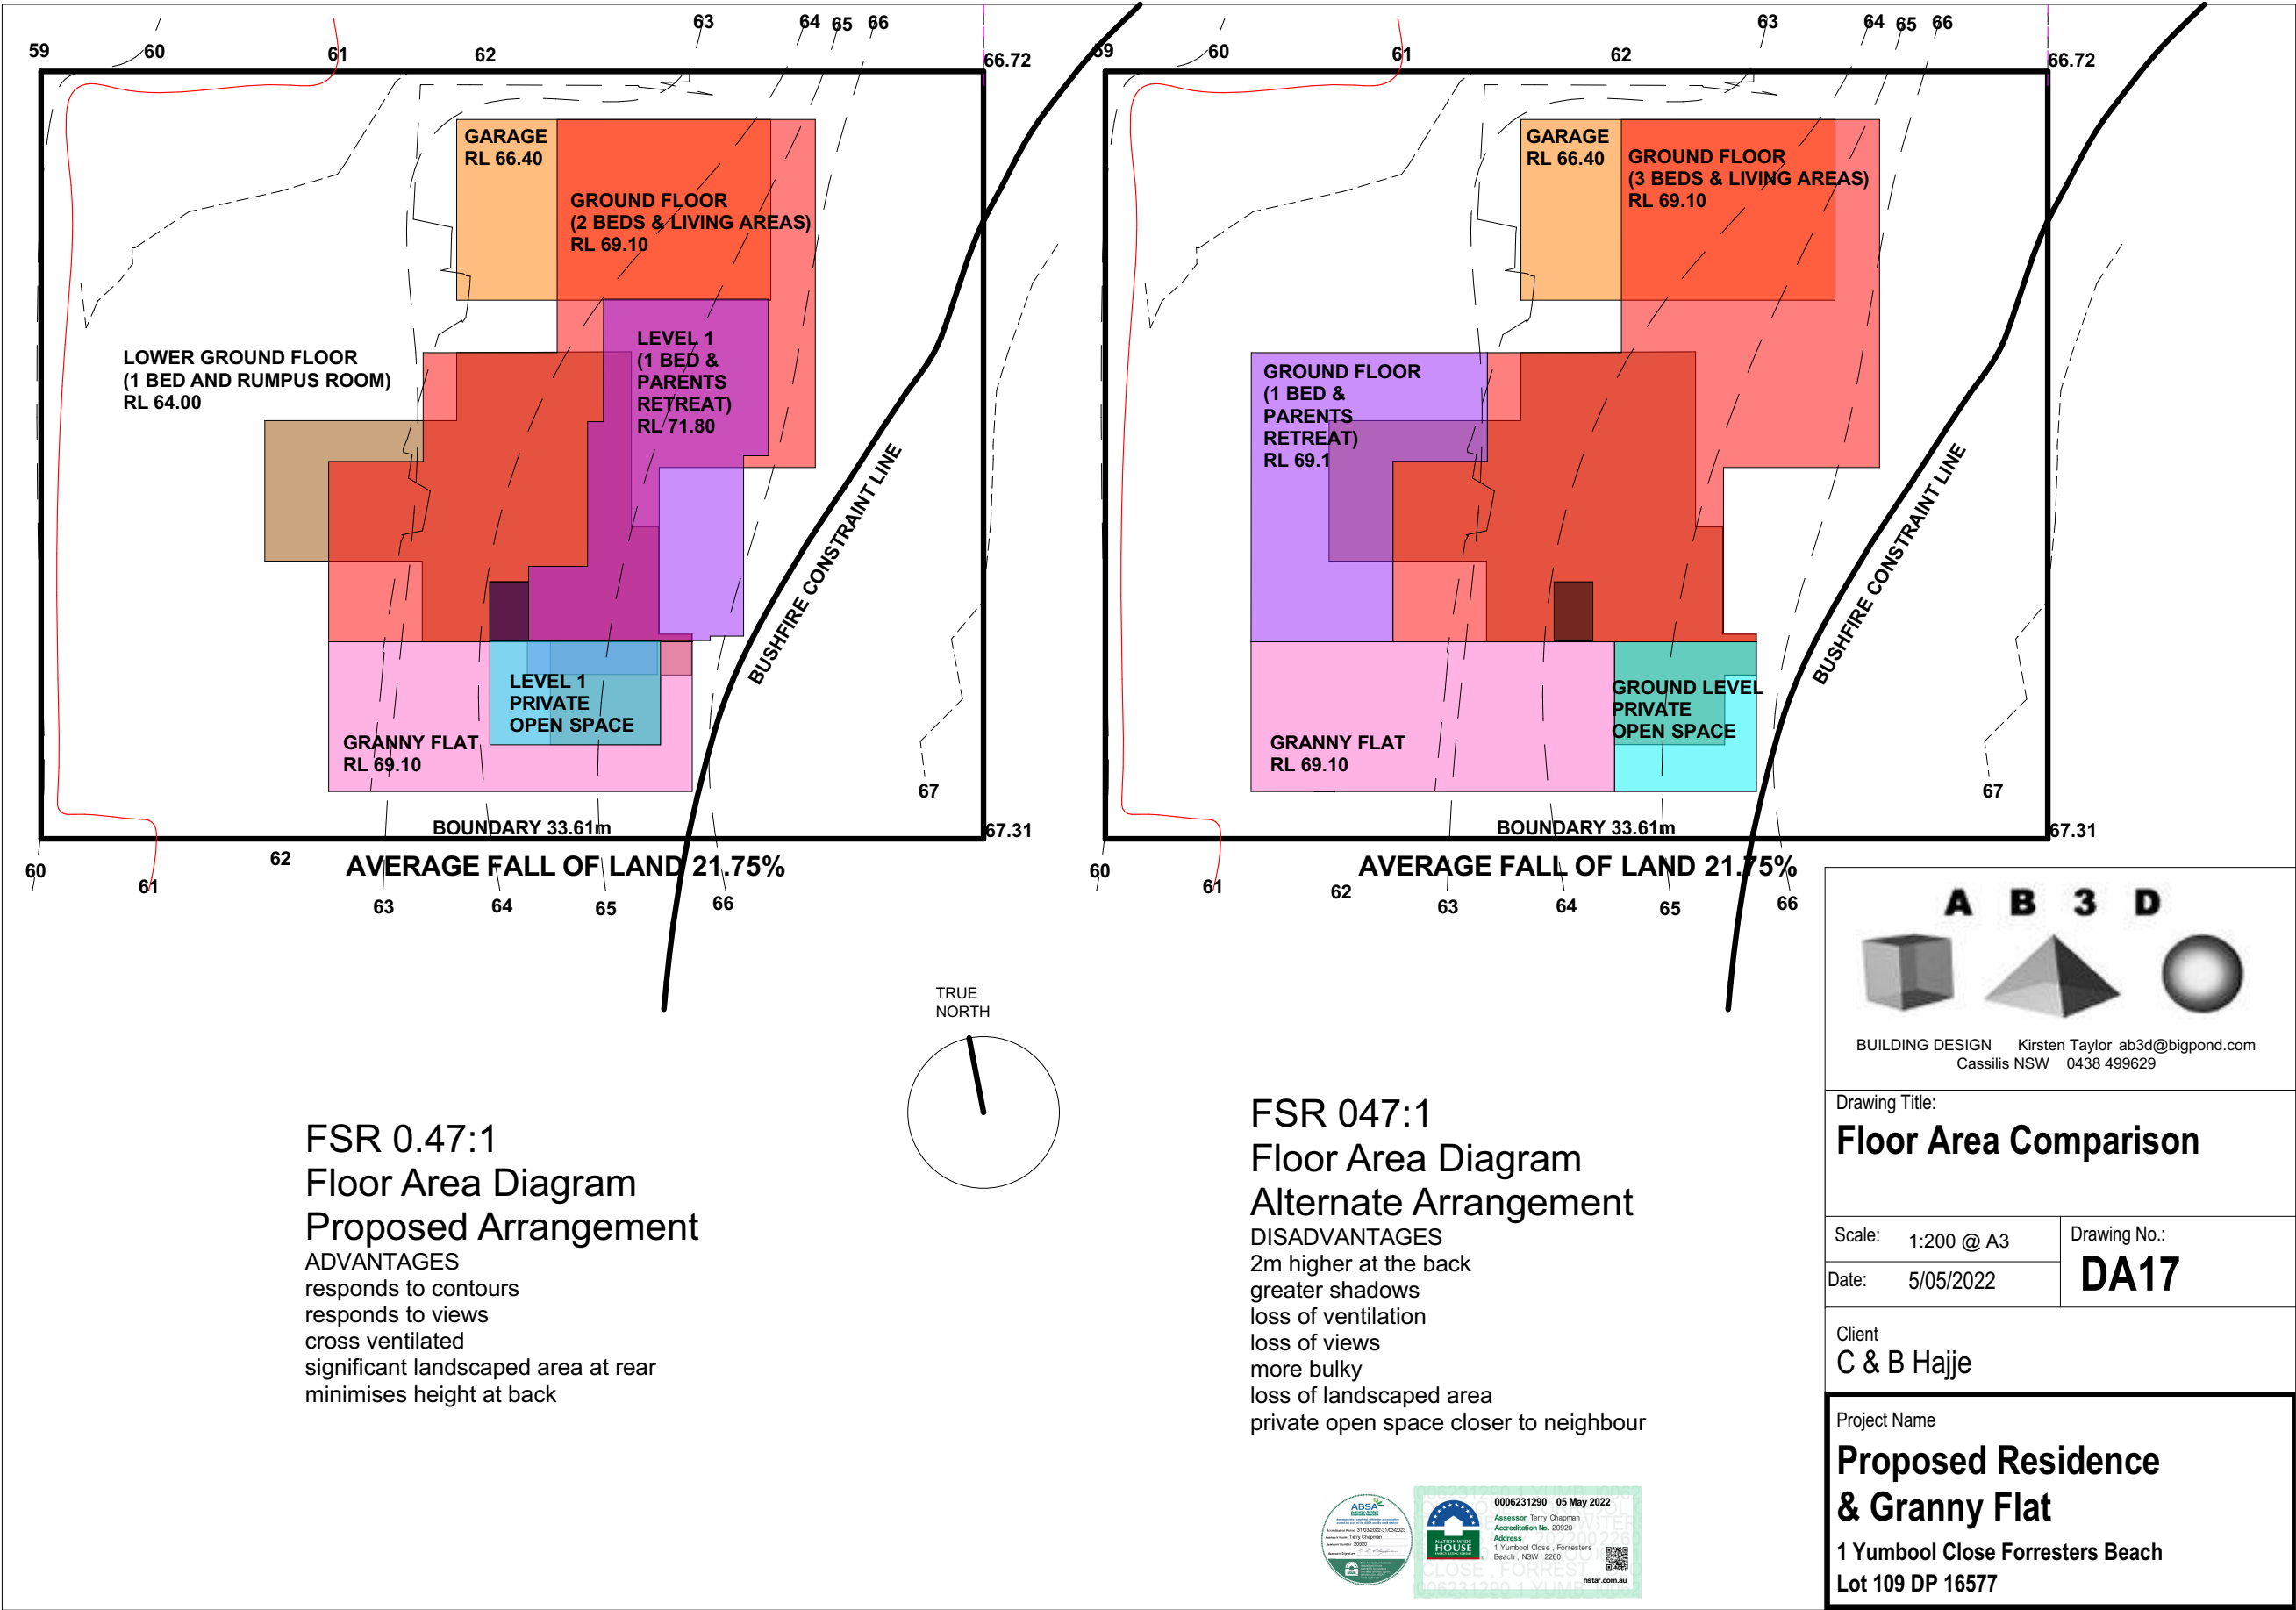 59
60
61
62
63
64
65
66
66.72
GARAGE
RL 66.40
GROUND FLOOR
(2 BEDS & LIVING AREAS)
RL 69.10
LOWER GROUND FLOOR
(1 BED AND RUMPUS ROOM)
RL 64.00
LEVEL 1
(1 BED &
PARENTS
RETREAT)
RL 71.80
BUSHFIRE CONSTRAINT LINE
LEVEL 1
PRIVATE
OPEN SPACE
GRANNY FLAT
RL 69.10
67
BOUNDARY 33.61m
67.31
AVERAGE FALL OF LAND 21.75%
60
61
62
63
64
65
66
59
60
61
62
63
64
65
66
66.72
GARAGE
RL 66.40
GROUND FLOOR
(3 BEDS & LIVING AREAS)
RL 69.10
GROUND FLOOR
(1 BED &
PARENTS
RETREAT)
RL 69.1
BUSHFIRE CONSTRAINT LINE
GROUND LEVEL
PRIVATE
OPEN SPACE
GRANNY FLAT
RL 69.10
67
BOUNDARY 33.61m
67.31
AVERAGE FALL OF LAND 21.75%
60
61
62
63
64
65
66
TRUE
NORTH
FSR 0.47:1
Floor Area Diagram
Proposed Arrangement
ADVANTAGES
responds to contours
responds to views
cross ventilated
significant landscaped area at rear
minimises height at back
FSR 047:1
Floor Area Diagram
Alternate Arrangement
DISADVANTAGES
2m higher at the back
greater shadows
loss of ventilation
loss of views
more bulky
loss of landscaped area
private open space closer to neighbour
ABSA
Terry Chapman
20920
NATIONWIDE
HOUSE
0006231290 05 May 2022
Assessor Terry Chapman
Accreditation No. 20920
Address
1 Yumbool Close , Forresters
Beach , NSW , 2260
hstar.com.au
A B 3 D
BUILDING DESIGN Kirsten Taylor ab3d@bigpond.com
Cassilis NSW 0438 499629
Drawing Title:
Floor Area Comparison
Scale: 1:200 @ A3
Drawing No.:
DA17
Date: 5/05/2022
Client
C & B Hajje
Project Name
Proposed Residence
& Granny Flat
1 Yumbool Close Forresters Beach
Lot 109 DP 16577